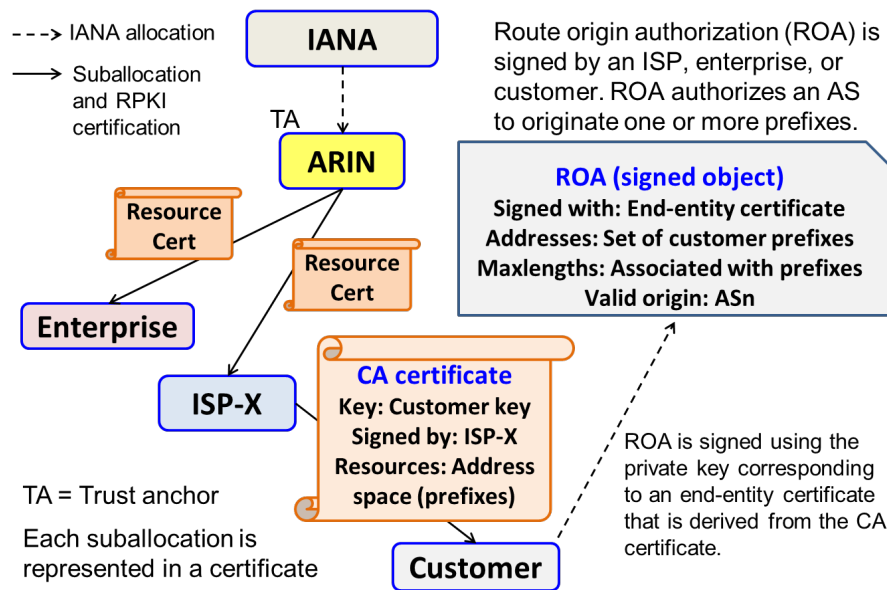 IANA allocation
Suballocation
and RPKI
certification
IANA
TA
ARIN
Route origin authorization (ROA) is
signed by an ISP, enterprise, or
customer. ROA authorizes an AS
to originate one or more prefixes.
ROA (signed object)
Signed with: End-entity certificate
Addresses: Set of customer prefixes
Maxlengths: Associated with prefixes
Valid origin: ASn
Resource
Cert
Resource
Cert
Enterprise
ISP-X
CA certificate
Key: Customer key
Signed by: ISP-X
Resources: Address
space (prefixes)
ROA is signed using the
private key corresponding
to an end-entity certificate
that is derived from the CA
certificate.
TA = Trust anchor
Each suballocation is
represented in a certificate
Customer